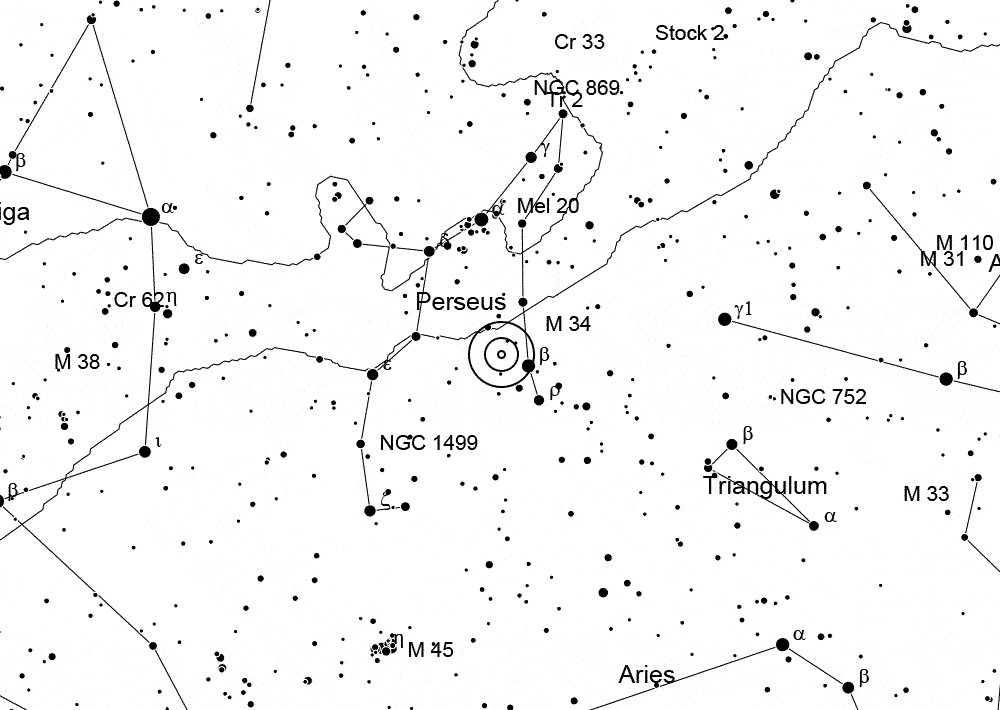 Cr 33
Stock 2
NGC 869
Tr 2
γ
β
α
iga
Mel 20
α
ξ
M 110
M 31
A
ε
Cr 62
η
Perseus
γ1
M 34
M 38
β
β
ε
ρ
NGC 752
ι
NGC 1499
β
Triangulum
β
ζ
M 33
α
η
M 45
α
Aries
β